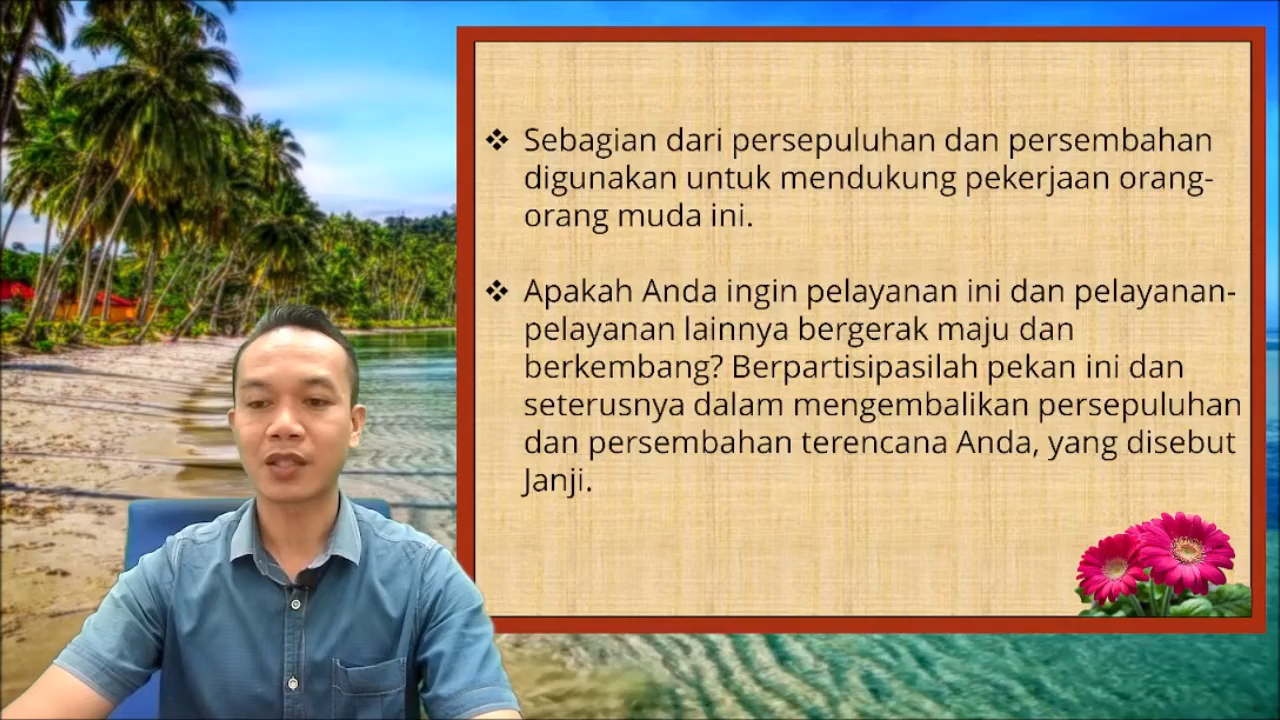 Sebagian dari persepuluhan dan persembahan
digunakan untuk mendukung pekerjaan orang-
orang muda ini.
Apakah Anda ingin pelayanan ini dan pelayanan-
pelayanan lainnya bergerak maju dan
berkembang? Berpartisipasilah pekan ini dan
seterusnya dalam mengembalikan persepuluhan
dan persembahan terencana Anda, yang disebut
Janji.